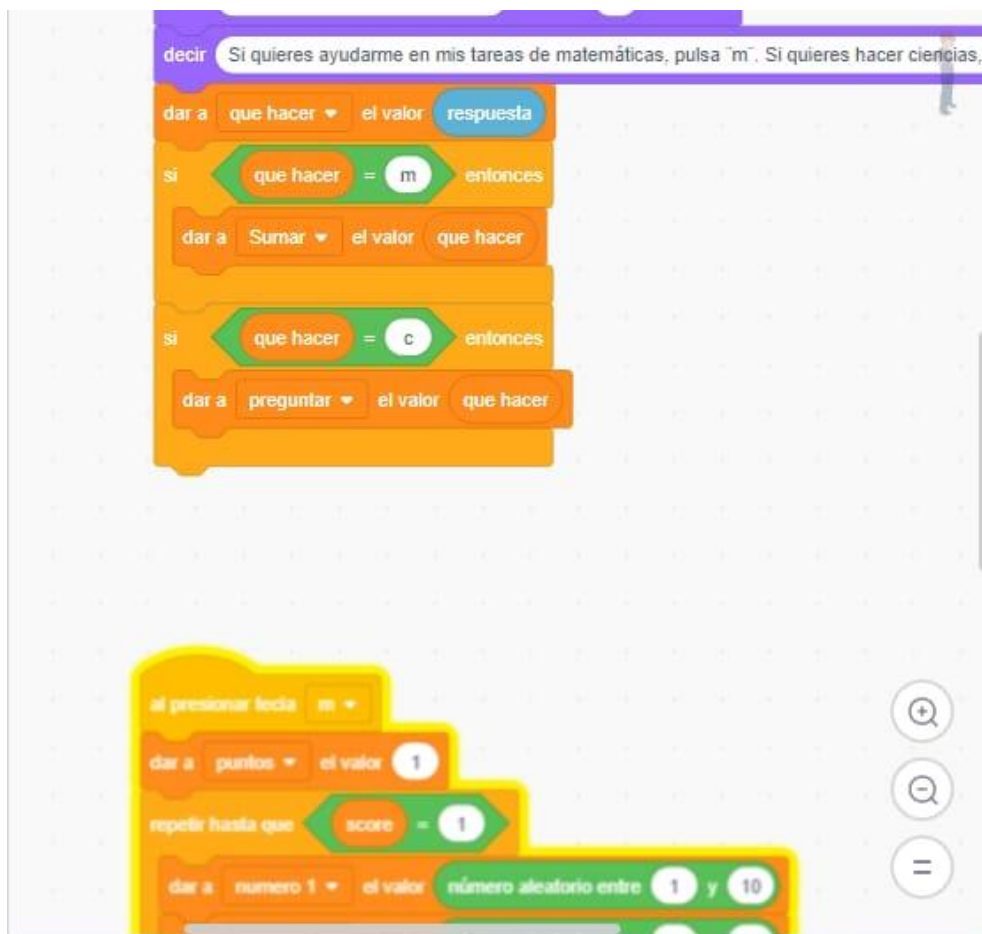 decir Si quieres ayudarme en mis tareas de matemáticas, pulsa ¨m¨. Si quieres hacer ciencias,
dar a que hacer el valor respuesta
si que hacer = m entonces
dar a Sumar el valor que hacer
si que hacer = c entonces
dar a preguntar el valor que hacer
al presionar tecla m
dar a puntos el valor 1
repetir hasta que score = 1
dar a numero 1 el valor número aleatorio entre 1 y 10